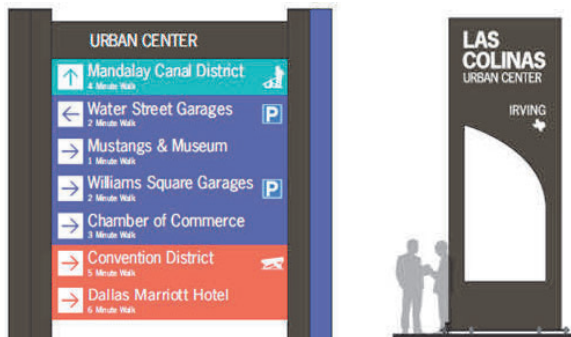 URBAN CENTER
Mandalay Canal District
4 Minute Walk
Water Street Garages
2 Minute Walk
P
Mustangs & Museum
1 Minute Walk
Williams Square Garages
2 Minute Walk
P
Chamber of Commerce
3 Minute Walk
Convention District
5 Minute Walk
Dallas Marriott Hotel
6 Minute Walk
LAS
COLINAS
URBAN CENTER
IRVING